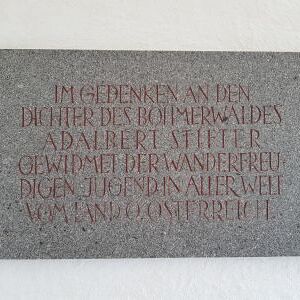 IM GEDENKEN AN DEN
DICHTER DES BÖHMERWALDES
ADALBERT STIFTER
GEWIDMET·DER WANDERFREU-
DIGEN JUGEND·IN ALLER WELT
VOM LAND O.ÖSTERREICH.